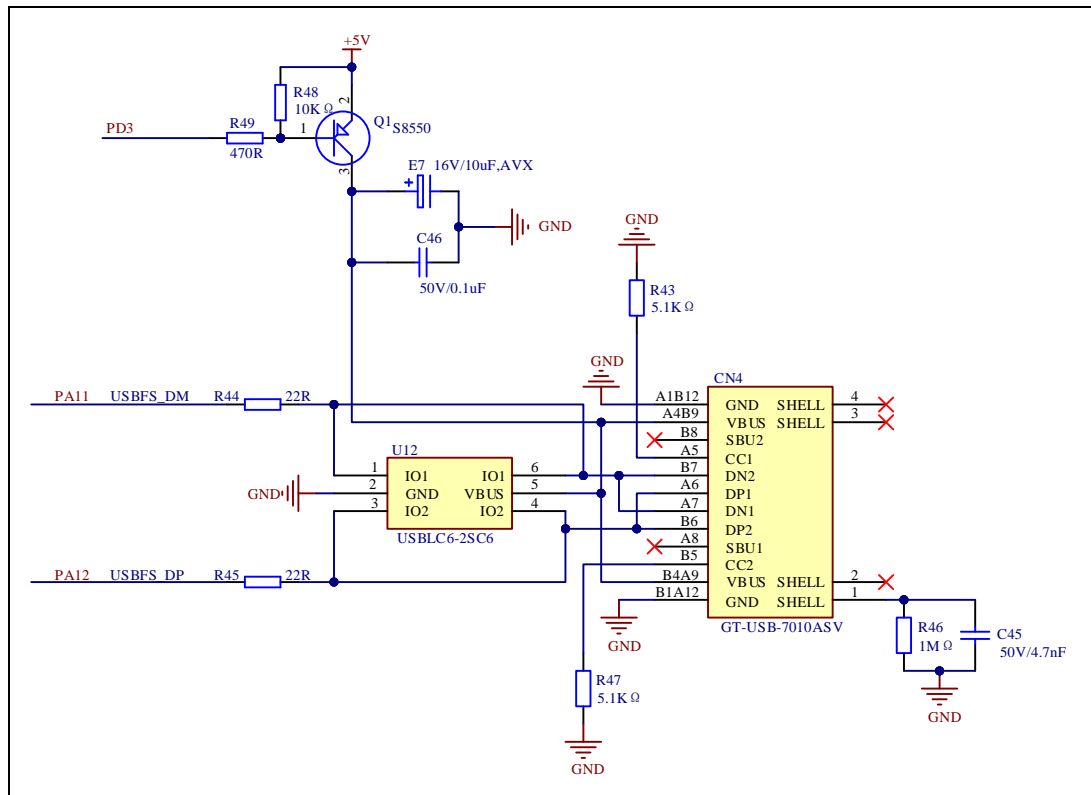 +5V
R48
10KΩ
2
Q1
S8550
PD3
R49
470R
1
3
E7 16V/10uF,AVX
GND
C46
50V/0.1uF
GND
R43
5.1KΩ
GND
CN4
PA11 USBFS_DM R44 22R
A1B12 GND SHELL 4
A4B9 VBUS SHELL 3
B8 SBU2
A5 CC1
B7 DN2
A6 DP1
A7 DN1
B6 DP2
A8 SBU1
B5 CC2
B4A9 VBUS SHELL 2
B1A12 GND SHELL 1
GT-USB-7010ASV
U12
1 IO1 IO1 6
GND 2 GND VBUS 5
3 IO2 IO2 4
USBLC6-2SC6
PA12 USBFS_DP R45 22R
GND
R46
1MΩ
C45
50V/4.7nF
GND
R47
5.1KΩ
GND